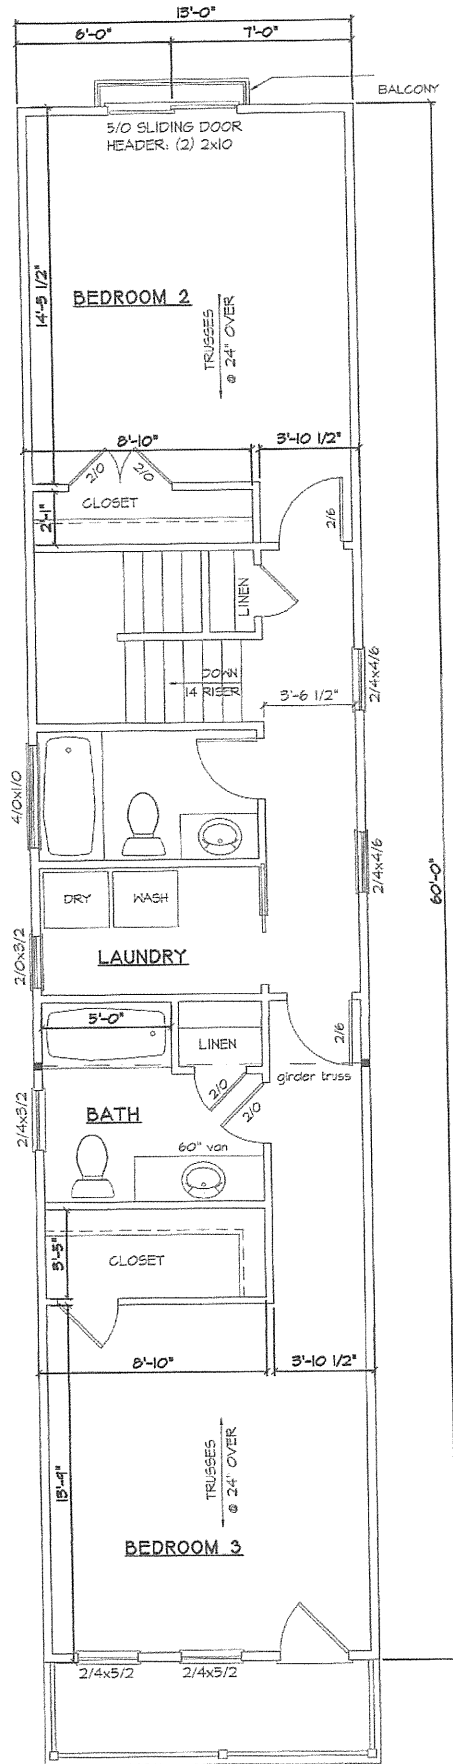 13'-0"
6'-0"
7'-0"
BALCONY
5/0 SLIDING DOOR
HEADER: (2) 2x10
14'-5 1/2"
BEDROOM 2
TRUSSES
@ 24" OVER
8'-10"
3'-10 1/2"
2/0
2/0
CLOSET
2'-1"
2/6
LINEN
DOWN
14 RISER
3'-6 1/2"
2/4x4/6
4/0x1/0
2/4x4/6
60'-0"
DRY
WASH
2/0x3/2
LAUNDRY
5'-0"
LINEN
2/6
girder truss
2/0
2/0
2/4x3/2
BATH
60" van
3'-5"
CLOSET
8'-10"
3'-10 1/2"
13'-9"
TRUSSES
@ 24" OVER
BEDROOM 3
2/4x5/2
2/4x5/2